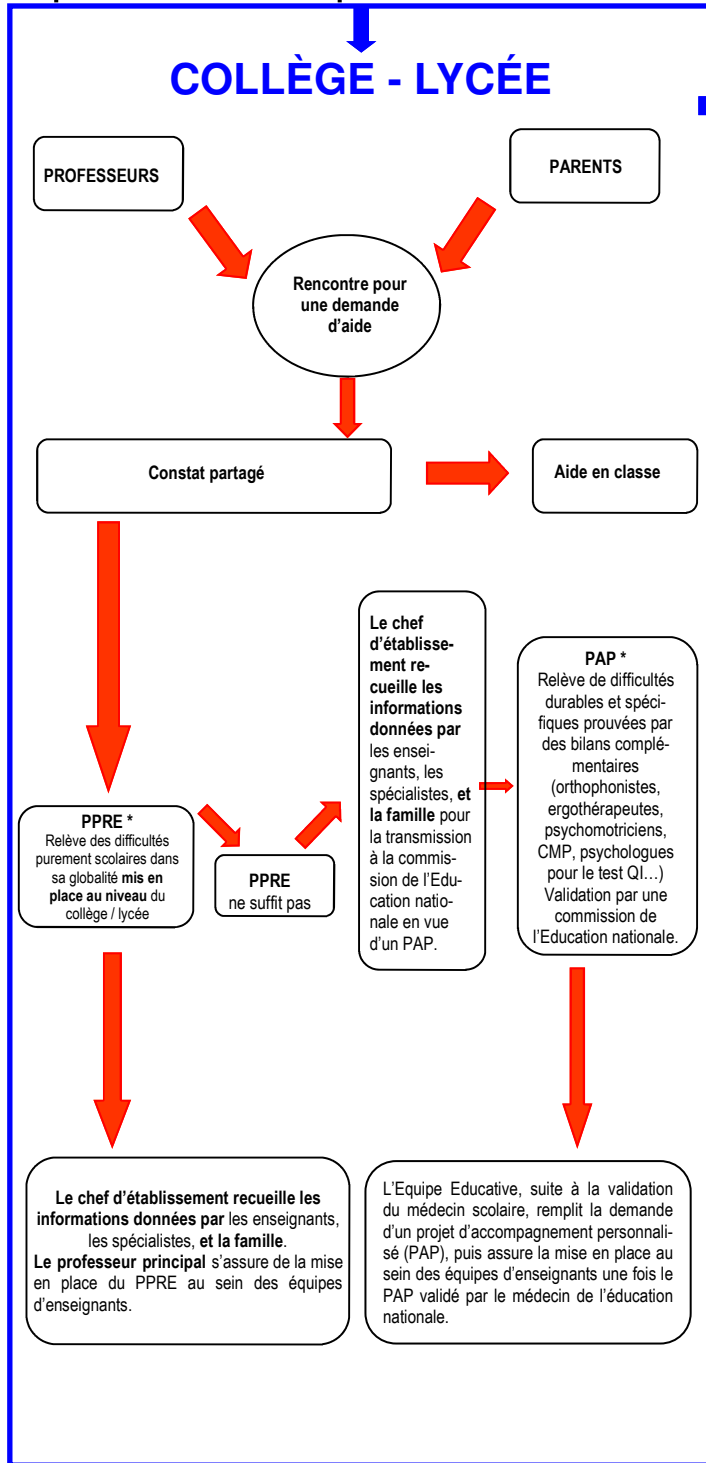 COLLÈGE - LYCÉE
PROFESSEURS
PARENTS
Rencontre pour
une demande
d’aide
Constat partagé
Aide en classe
Le chef
d’établisse-
ment re-
cueille les
informations
données par
les ensei-
gnants, les
spécialistes, et
la famille pour
la transmission
à la commis-
sion de l’Edu-
cation natio-
nale en vue
d’un PAP.
PAP *
Relève de difficultés
durables et spéci-
fiques prouvées par
des bilans complé-
mentaires
(orthophonistes,
ergothérapeutes,
psychomotriciens,
CMP, psychologues
pour le test QI…)
Validation par une
commission de
l’Education nationale.
PPRE *
Relève des difficultés
purement scolaires dans
sa globalité mis en
place au niveau du
collège / lycée
PPRE
ne suffit pas
Le chef d’établissement recueille les
informations données par les enseignants,
les spécialistes, et la famille.
Le professeur principal s’assure de la mise
en place du PPRE au sein des équipes
d’enseignants.
L’Equipe Educative, suite à la validation
du médecin scolaire, remplit la demande
d’un projet d’accompagnement personnali-
sé (PAP), puis assure la mise en place au
sein des équipes d’enseignants une fois le
PAP validé par le médecin de l’éducation
nationale.